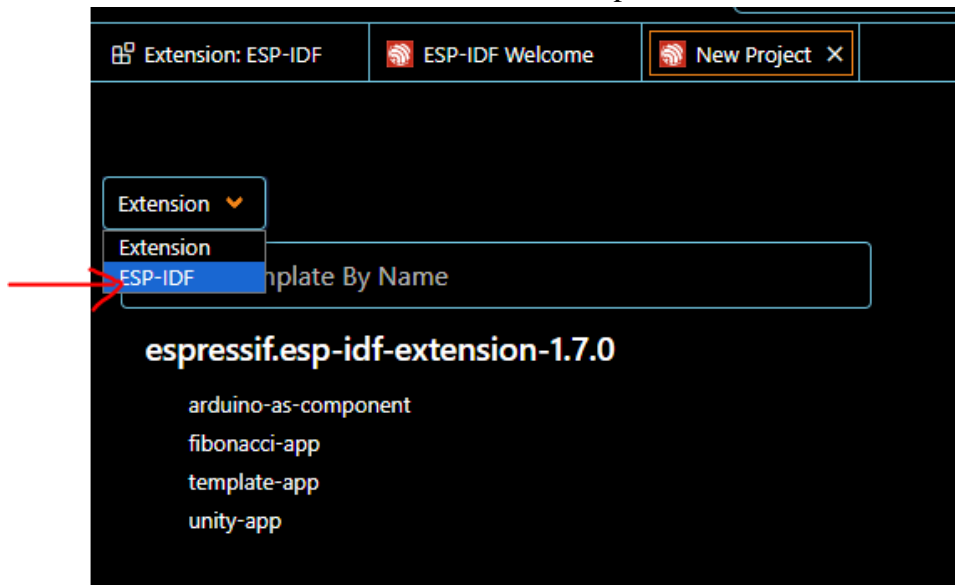 Extension: ESP-IDF ESP-IDF Welcome New Project
Extension
Extension
ESP-IDF
plate By Name
espressif.esp-idf-extension-1.7.0
arduino-as-component
fibonacci-app
template-app
unity-app